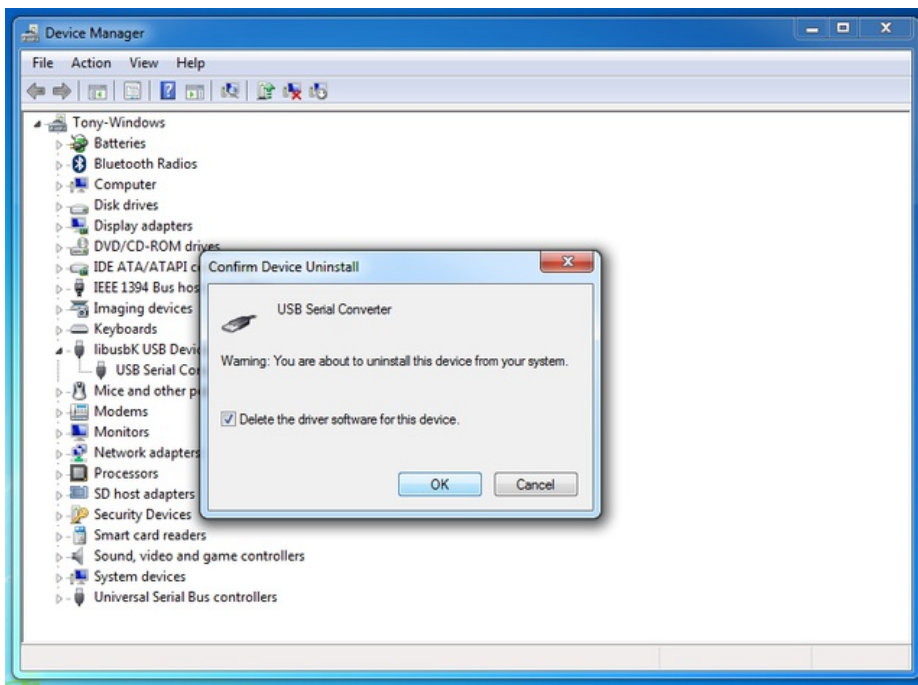 Device Manager
File Action View Help
Tony-Windows
Batteries
Bluetooth Radios
Computer
Disk drives
Display adapters
DVD/CD-ROM drives
IDE ATA/ATAPI c
IEEE 1394 Bus hos
Imaging devices
Keyboards
libusbK USB Devic
USB Serial Con
Mice and other p
Modems
Monitors
Network adapters
Processors
SD host adapters
Security Devices
Smart card readers
Sound, video and game controllers
System devices
Universal Serial Bus controllers
Confirm Device Uninstall
USB Serial Converter
Warning: You are about to uninstall this device from your system.
Delete the driver software for this device.
OK Cancel